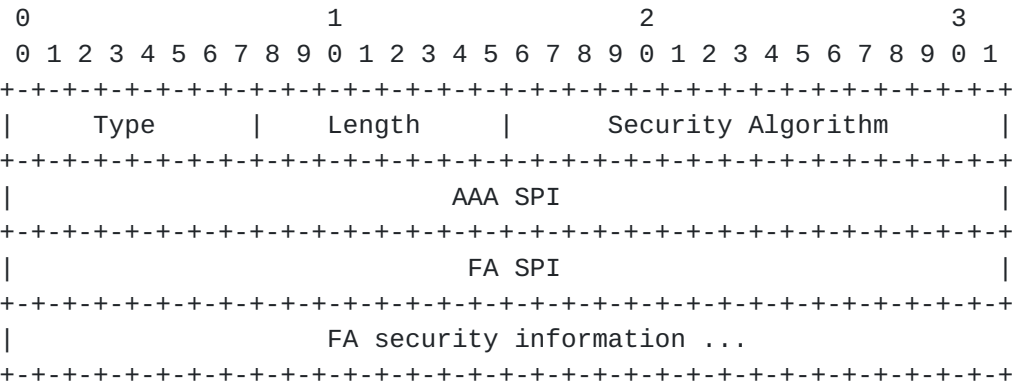 0                   1                   2                   3
 0 1 2 3 4 5 6 7 8 9 0 1 2 3 4 5 6 7 8 9 0 1 2 3 4 5 6 7 8 9 0 1
+-+-+-+-+-+-+-+-+-+-+-+-+-+-+-+-+-+-+-+-+-+-+-+-+-+-+-+-+-+-+-+-+
|     Type      |    Length     |      Security Algorithm       |
+-+-+-+-+-+-+-+-+-+-+-+-+-+-+-+-+-+-+-+-+-+-+-+-+-+-+-+-+-+-+-+-+
|                            AAA SPI                            |
+-+-+-+-+-+-+-+-+-+-+-+-+-+-+-+-+-+-+-+-+-+-+-+-+-+-+-+-+-+-+-+-+
|                             FA SPI                            |
+-+-+-+-+-+-+-+-+-+-+-+-+-+-+-+-+-+-+-+-+-+-+-+-+-+-+-+-+-+-+-+-+
|                    FA security information ...
+-+-+-+-+-+-+-+-+-+-+-+-+-+-+-+-+-+-+-+-+-+-+-+-+-+-+-+-+-+-+-+-+